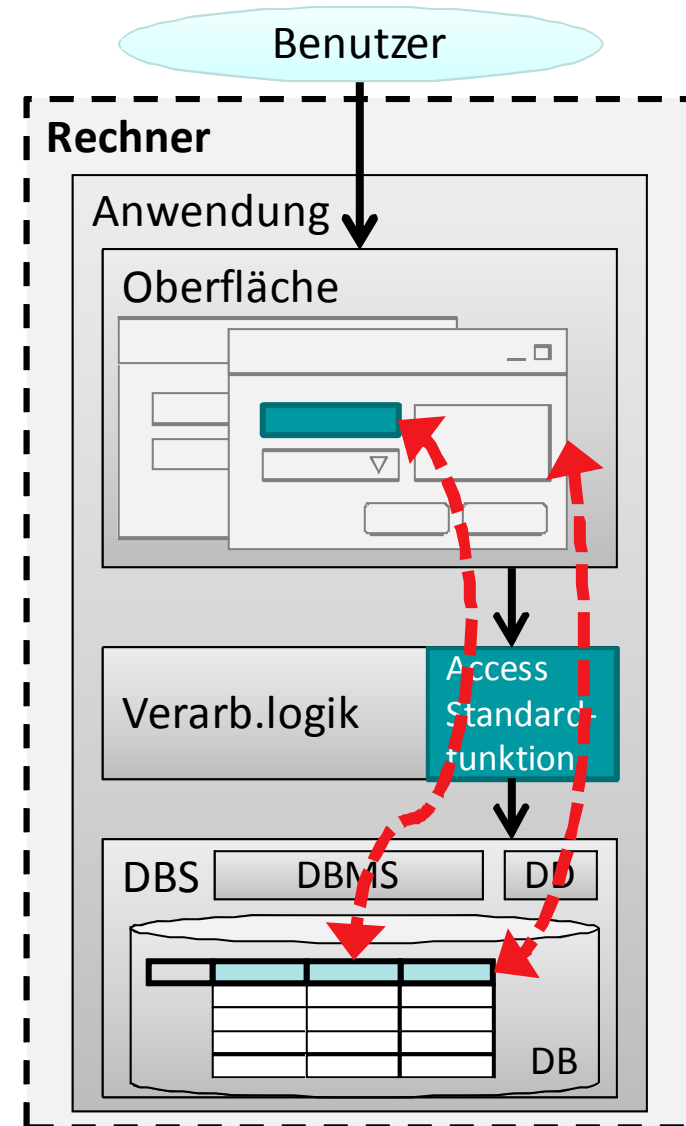 Benutzer
Rechner
Anwendung
Oberfläche
Verarb.logik
Access
Standard-
funktion
DBS
DBMS
DD
DB